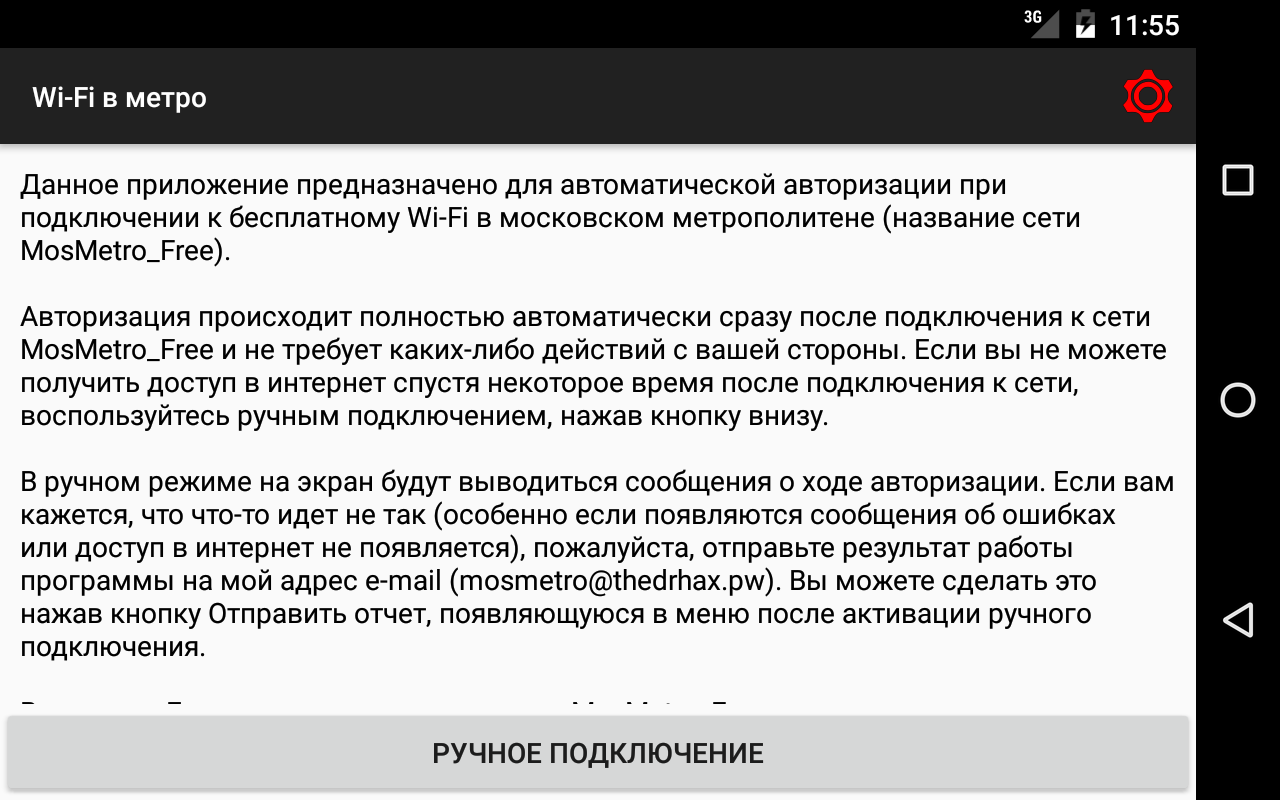 3G 11:55
Wi-Fi в метро
Данное приложение предназначено для автоматической авторизации при
подключении к бесплатному Wi-Fi в московском метрополитене (название сети
MosMetro_Free).
Авторизация происходит полностью автоматически сразу после подключения к сети
MosMetro_Free и не требует каких-либо действий с вашей стороны. Если вы не можете
получить доступ в интернет спустя некоторое время после подключения к сети,
воспользуйтесь ручным подключением, нажав кнопку внизу.
В ручном режиме на экран будут выводиться сообщения о ходе авторизации. Если вам
кажется, что что-то идет не так (особенно если появляются сообщения об ошибках
или доступ в интернет не появляется), пожалуйста, отправьте результат работы
программы на мой адрес e-mail (mosmetro@thedrhax.pw). Вы можете сделать это
нажав кнопку Отправить отчет, появляющуюся в меню после активации ручного
подключения.
РУЧНОЕ ПОДКЛЮЧЕНИЕ